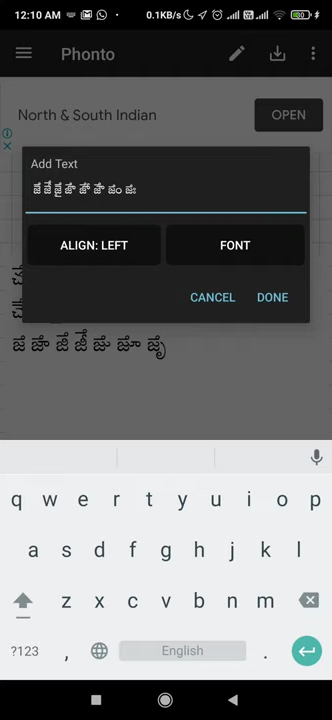 12:10 AM
0.1KB/s
Phonto
North & South Indian
OPEN
Add Text
ALIGN: LEFT
FONT
CANCEL
DONE
q w e r t y u i o p
a s d f g h j k l
z x c v b n m
?123 , English .